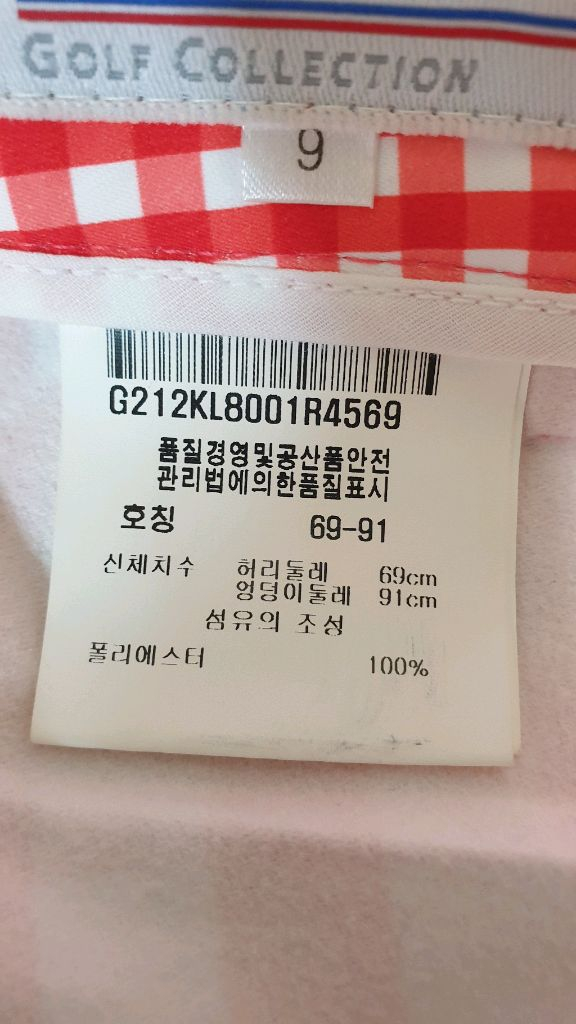 GOLF COLLECTION
9
G212KL8001R4569
품질경영및공산품안전
관리법에의한품질표시
호칭 69-91
신체치수 허리둘레 69cm
엉덩이둘레 91cm
섬유의 조성
폴리에스터 100%